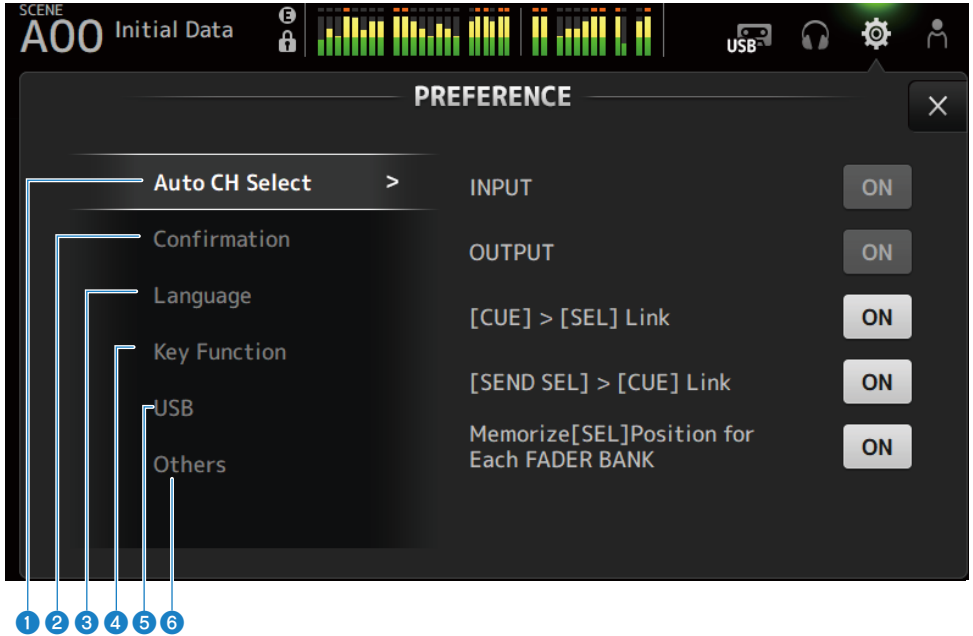 SCENE
A00 Initial Data
E
USB
PREFERENCE
Auto CH Select >
INPUT ON
Confirmation
OUTPUT ON
Language
[CUE] > [SEL] Link ON
Key Function
[SEND SEL] > [CUE] Link ON
USB
Memorize[SEL]Position for
Each FADER BANK ON
Others
1 2 3 4 5 6